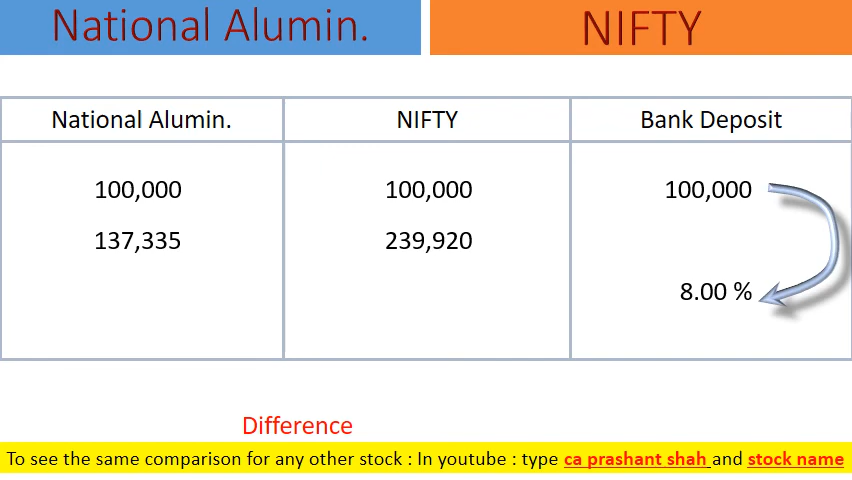 National Alumin.
NIFTY
National Alumin. NIFTY Bank Deposit
100,000 100,000 100,000
137,335 239,920
8.00 %
Difference
To see the same comparison for any other stock : In youtube : type ca prashant shah and stock name